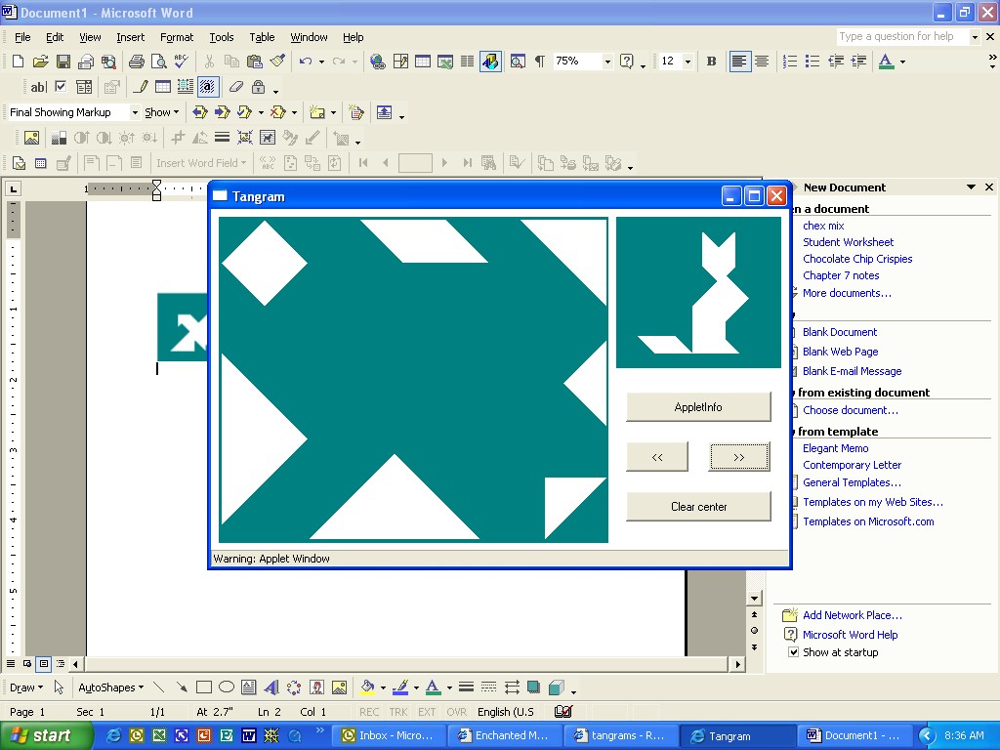 Document1 - Microsoft Word
File Edit View Insert Format Tools Table Window Help Type a question for help
75% 12 B
ab|
Final Showing Markup Show
Insert Word Field
Tangram
New Document
n a document
chex mix
Student Worksheet
Chocolate Chip Crispies
Chapter 7 notes
More documents...
Blank Document
Blank Web Page
Blank E-mail Message
from existing document
Choose document...
from template
Elegant Memo
Contemporary Letter
General Templates...
Templates on my Web Sites...
Templates on Microsoft.com
AppletInfo
<< >>
Clear center
Warning: Applet Window
Add Network Place...
Microsoft Word Help
Show at startup
Draw AutoShapes
Page 1 Sec 1 1/1 At 2.7" Ln 2 Col 1 REC TRK EXT OVR English (U.S
start Inbox - Micro... Enchanted M... tangrams - R... Tangram Document1 - ... 8:36 AM